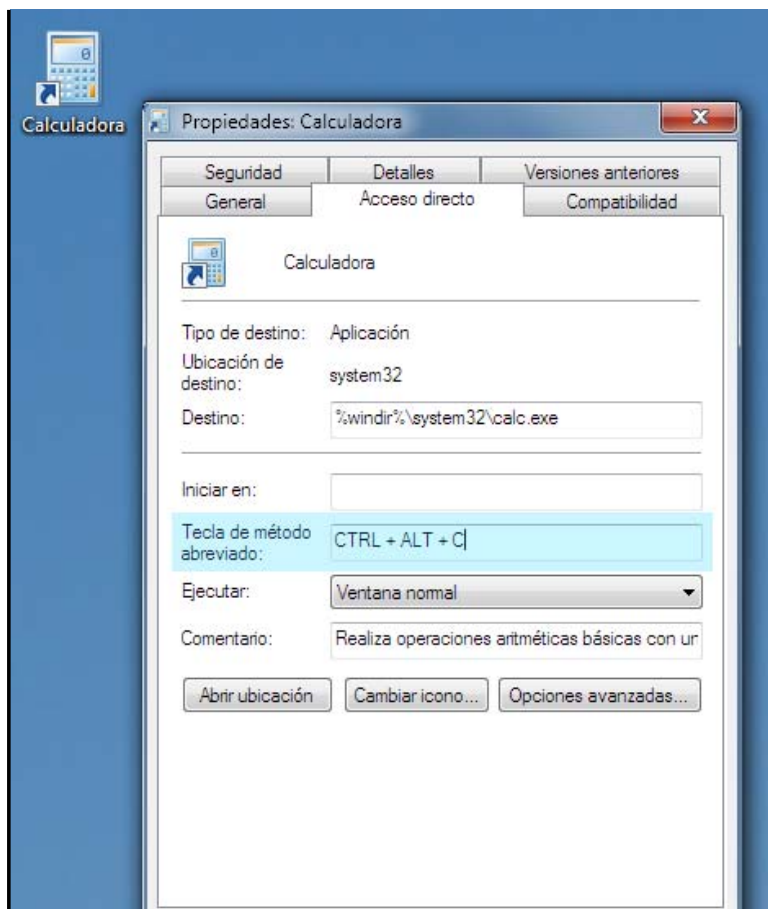 Calculadora
Propiedades: Calculadora
Seguridad Detalles Versiones anteriores
General Acceso directo Compatibilidad
Calculadora
Tipo de destino: Aplicación
Ubicación de
destino: system32
Destino: %windir%\system32\calc.exe
Iniciar en:
Tecla de método
abreviado: CTRL + ALT + C
Ejecutar: Ventana normal
Comentario: Realiza operaciones aritméticas básicas con un
Abrir ubicación Cambiar icono... Opciones avanzadas...